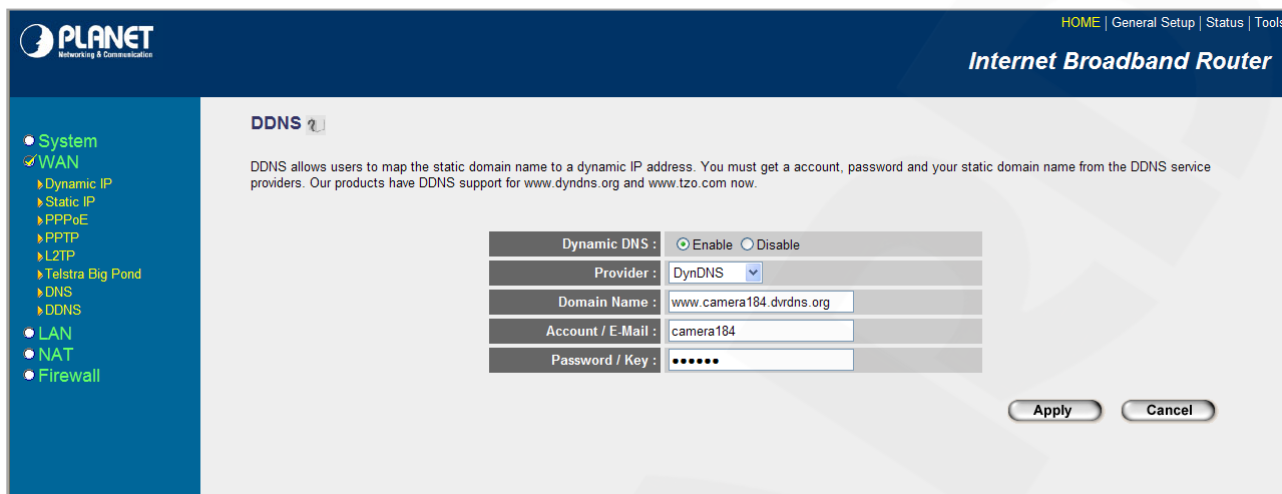 PLANET
Networking & Communication
HOME | General Setup | Status | Tools
Internet Broadband Router
System
WAN
Dynamic IP
Static IP
PPPoE
PPTP
L2TP
Telstra Big Pond
DNS
DDNS
LAN
NAT
Firewall
DDNS
DDNS allows users to map the static domain name to a dynamic IP address. You must get a account, password and your static domain name from the DDNS service
providers. Our products have DDNS support for www.dyndns.org and www.tzo.com now.
Dynamic DNS : Enable Disable
Provider : DynDNS
Domain Name : www.camera184.dvrdns.org
Account / E-Mail : camera184
Password / Key : ●●●●●●
Apply Cancel